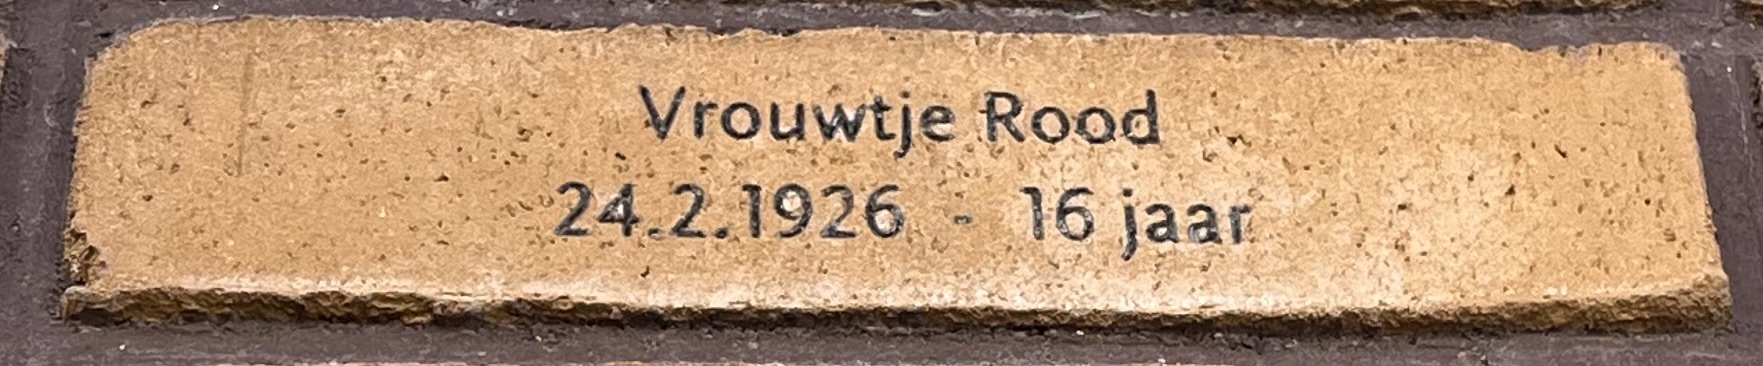 Vrouwtje Rood
24.2.1926 - 16 jaar